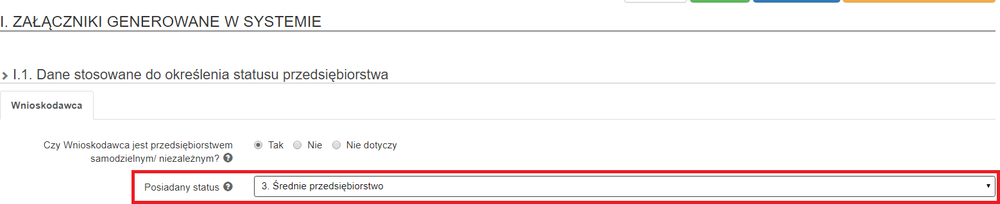 I. ZAŁĄCZNIKI GENEROWANE W SYSTEMIE
I.1. Dane stosowane do określenia statusu przedsiębiorstwa
Wnioskodawca
Czy Wnioskodawca jest przedsiębiorstwem
samodzielnym/ niezależnym?
Tak Nie Nie dotyczy
Posiadany status 3. Średnie przedsiębiorstwo